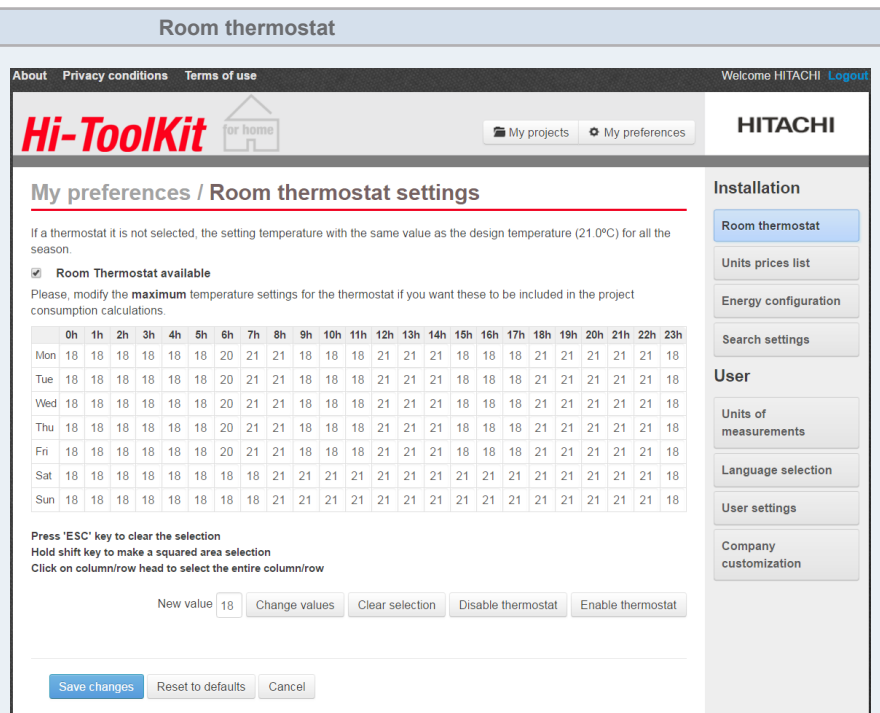 Room thermostat
About Privacy conditions Terms of use Welcome HITACHI Logout
Hi-ToolKit for home My projects My preferences HITACHI
My preferences / Room thermostat settings
If a thermostat it is not selected, the setting temperature with the same value as the design temperature (21.0ºC) for all the
season.
Room Thermostat available
Please, modify the maximum temperature settings for the thermostat if you want these to be included in the project
consumption calculations.
0h 1h 2h 3h 4h 5h 6h 7h 8h 9h 10h 11h 12h 13h 14h 15h 16h 17h 18h 19h 20h 21h 22h 23h
Mon 18 18 18 18 18 18 20 21 21 18 18 18 21 21 21 18 18 18 21 21 21 21 21 18
Tue 18 18 18 18 18 18 20 21 21 18 18 18 21 21 21 18 18 18 21 21 21 21 21 18
Wed 18 18 18 18 18 18 20 21 21 18 18 18 21 21 21 18 18 18 21 21 21 21 21 18
Thu 18 18 18 18 18 18 20 21 21 18 18 18 21 21 21 18 18 18 21 21 21 21 21 18
Fri 18 18 18 18 18 18 20 21 21 18 18 18 21 21 21 18 18 18 21 21 21 21 21 18
Sat 18 18 18 18 18 18 18 18 21 21 21 21 21 21 21 21 21 21 21 21 21 21 21 18
Sun 18 18 18 18 18 18 18 18 21 21 21 21 21 21 21 21 21 21 21 21 21 21 21 18
Press 'ESC' key to clear the selection
Hold shift key to make a squared area selection
Click on column/row head to select the entire column/row
New value 18 Change values Clear selection Disable thermostat Enable thermostat
Save changes Reset to defaults Cancel
Installation
Room thermostat
Units prices list
Energy configuration
Search settings
User
Units of
measurements
Language selection
User settings
Company
customization